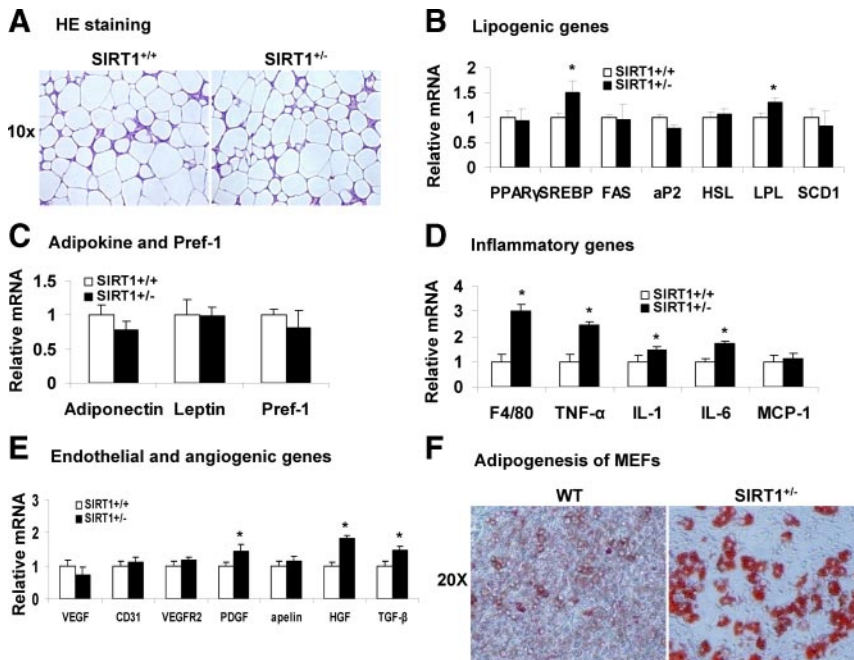 A HE staining
SIRT1+/+ SIRT1+/-
10x
B Lipogenic genes
Relative mRNA
2
1.5
1
0.5
SIRT1+/+
SIRT1+/-
* *
PPARγ SREBP FAS aP2 HSL LPL SCD1
C Adipokine and Pref-1
Relative mRNA
1.5
1
0.5
0
SIRT1+/+
SIRT1+/-
Adiponectin Leptin Pref-1
D Inflammatory genes
Relative mRNA
4
3
2
1
0
SIRT1+/+
SIRT1+/-
* * * *
F4/80 TNF-α IL-1 IL-6 MCP-1
E Endothelial and angiogenic genes
Relative mRNA
3
2
1
0
SIRT1+/+
SIRT1+/-
* * *
VEGF CD31 VEGFR2 PDGF apelin HGF TGF-β
F Adipogenesis of MEFs
WT SIRT1+/-
20X